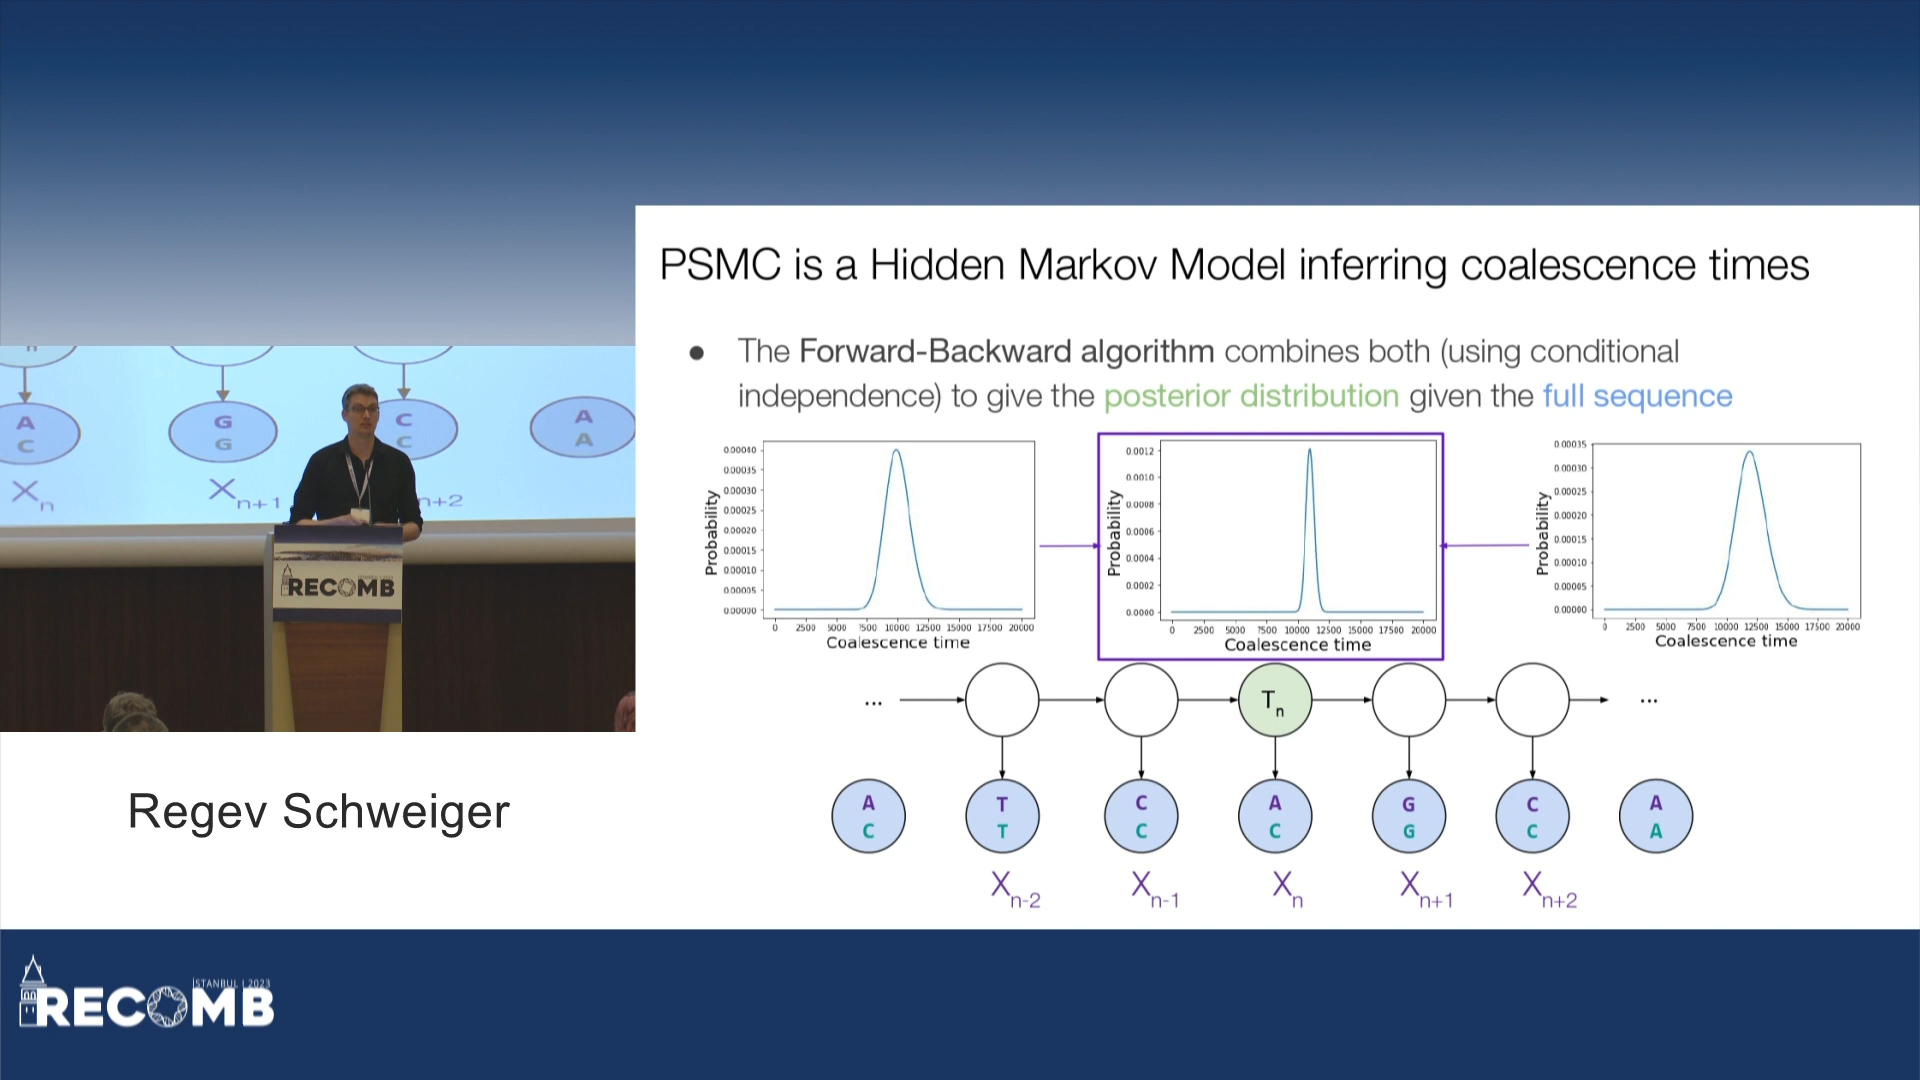 PSMC is a Hidden Markov Model inferring coalescence times
● The Forward-Backward algorithm combines both (using conditional
independence) to give the posterior distribution given the full sequence
0.00040
0.00035
0.00030
0.00025
0.00020
0.00015
0.00010
0.00005
0.00000
Probability
0 2500 5000 7500 10000 12500 15000 17500 20000
Coalescence time
0.0012
0.0010
0.0008
0.0006
0.0004
0.0002
0.0000
Probability
0 2500 5000 7500 10000 12500 15000 17500 20000
Coalescence time
0.00035
0.00030
0.00025
0.00020
0.00015
0.00010
0.00005
0.00000
Probability
0 2500 5000 7500 10000 12500 15000 17500 20000
Coalescence time
... Tn ...
A T C A G C A
C T C C G C A
Xn-2 Xn-1 Xn Xn+1 Xn+2
n
A G C A
C G C A
Xn Xn+1 n+2
RECOMB
Regev Schweiger
İSTANBUL | 2023
RECOMB